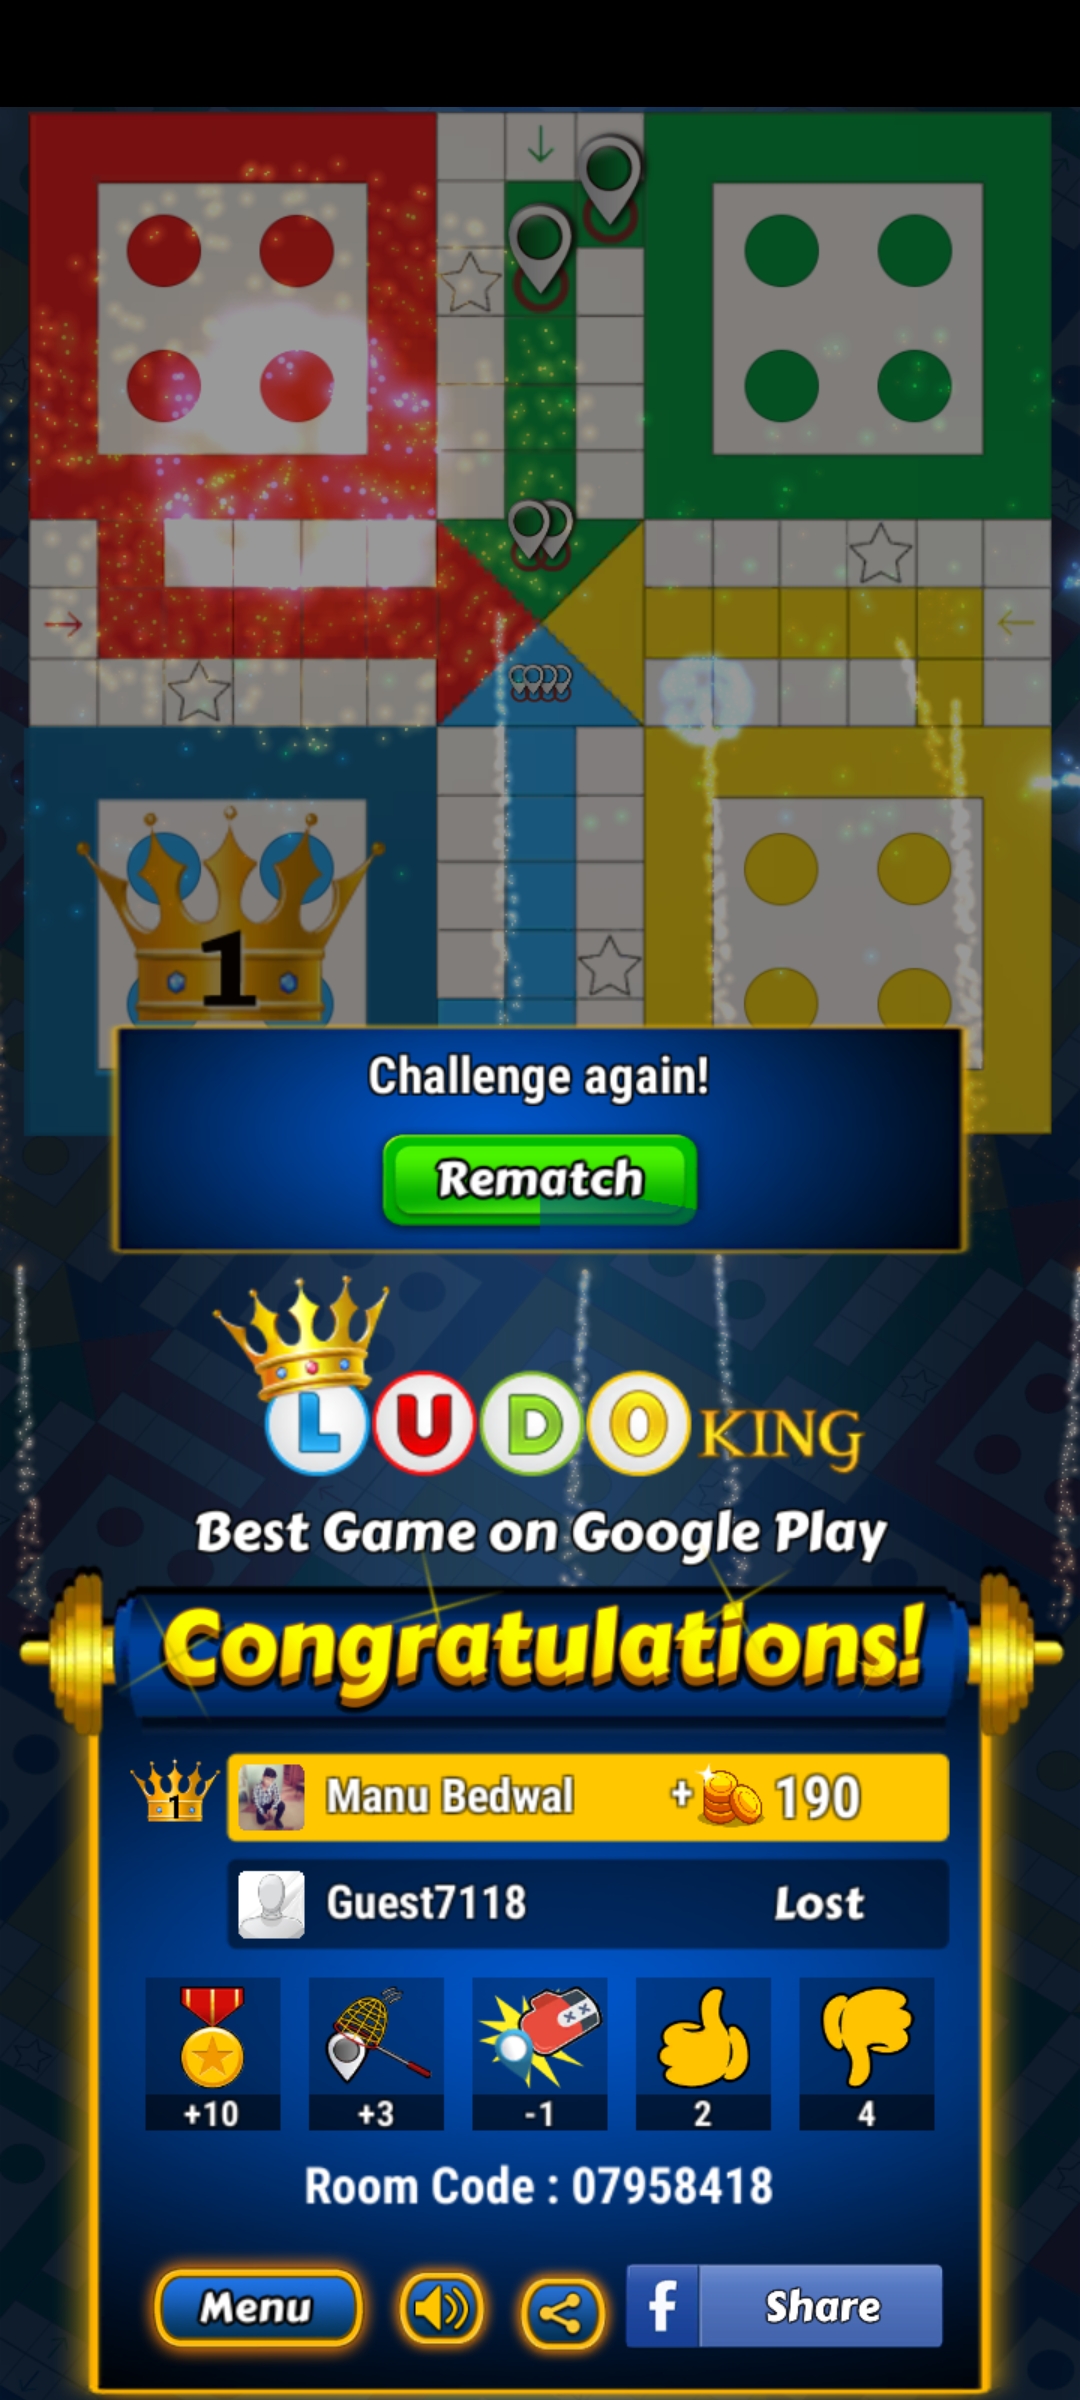 1
Challenge again!
Rematch
LUDO KING
Best Game on Google Play
Congratulations!
1 Manu Bedwal + 190
Guest7118 Lost
+10 +3 -1 2 4
Room Code : 07958418
Menu f Share